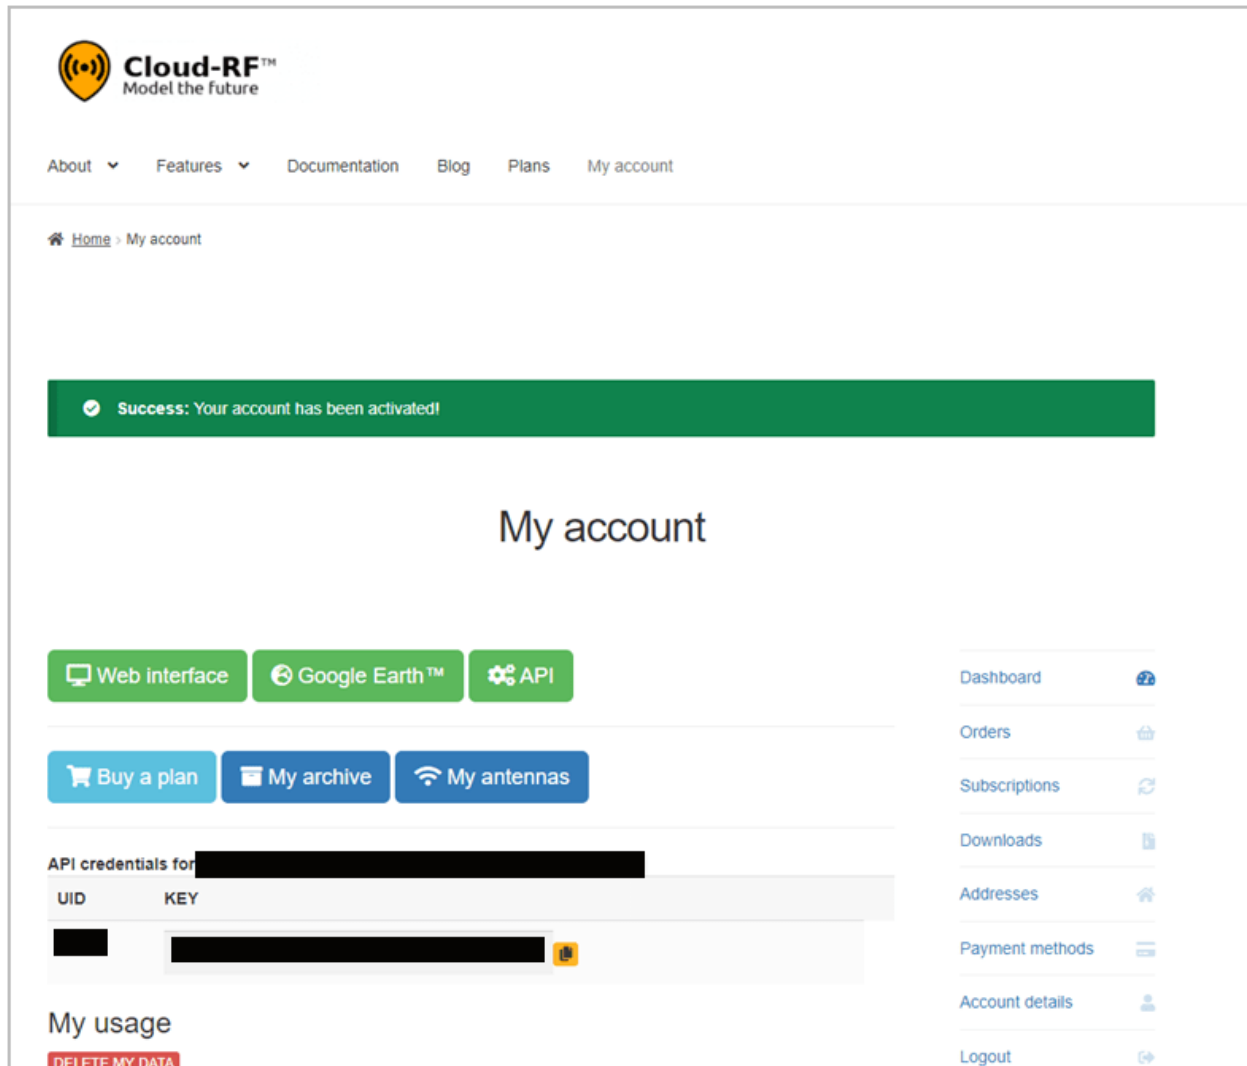 Cloud-RF™
Model the future
About Features Documentation Blog Plans My account
Home › My account
Success: Your account has been activated!
My account
Web interface Google Earth™ API
Buy a plan My archive My antennas
API credentials for
UID KEY
My usage
DELETE MY DATA
Dashboard
Orders
Subscriptions
Downloads
Addresses
Payment methods
Account details
Logout